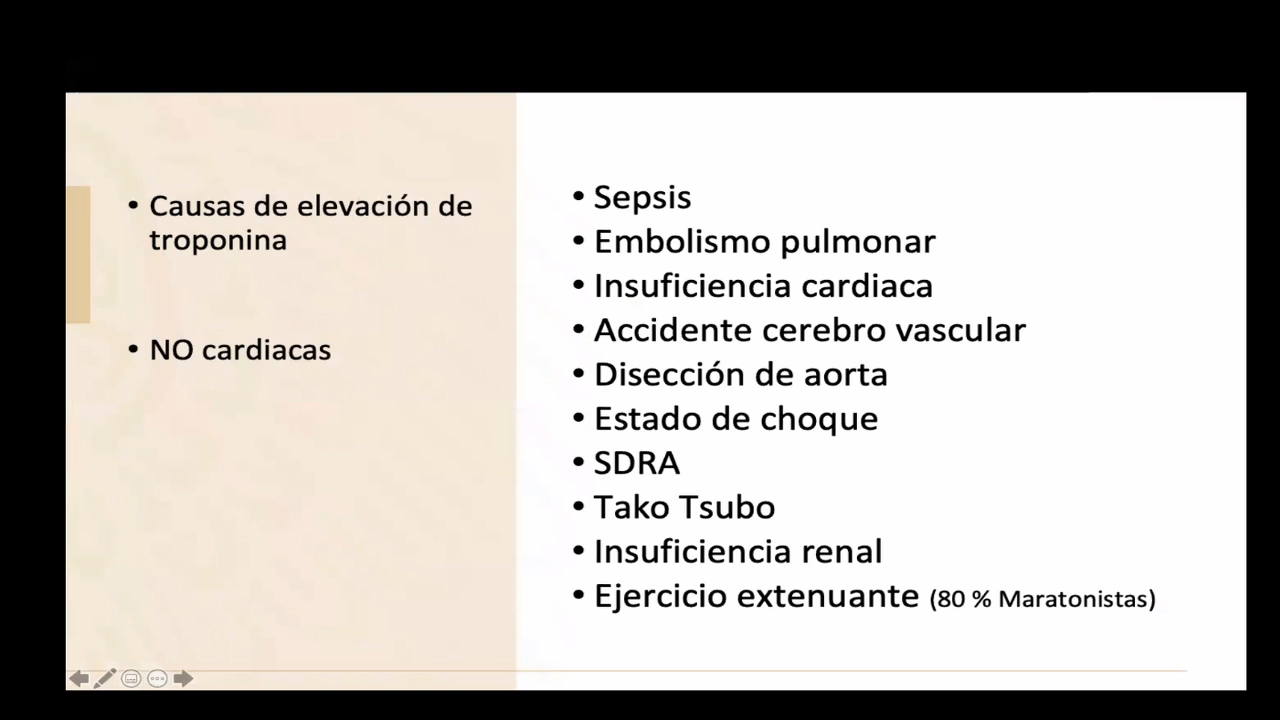 • Causas de elevación de
troponina
• NO cardiacas
• Sepsis
• Embolismo pulmonar
• Insuficiencia cardiaca
• Accidente cerebro vascular
• Disección de aorta
• Estado de choque
• SDRA
• Tako Tsubo
• Insuficiencia renal
• Ejercicio extenuante (80 % Maratonistas)